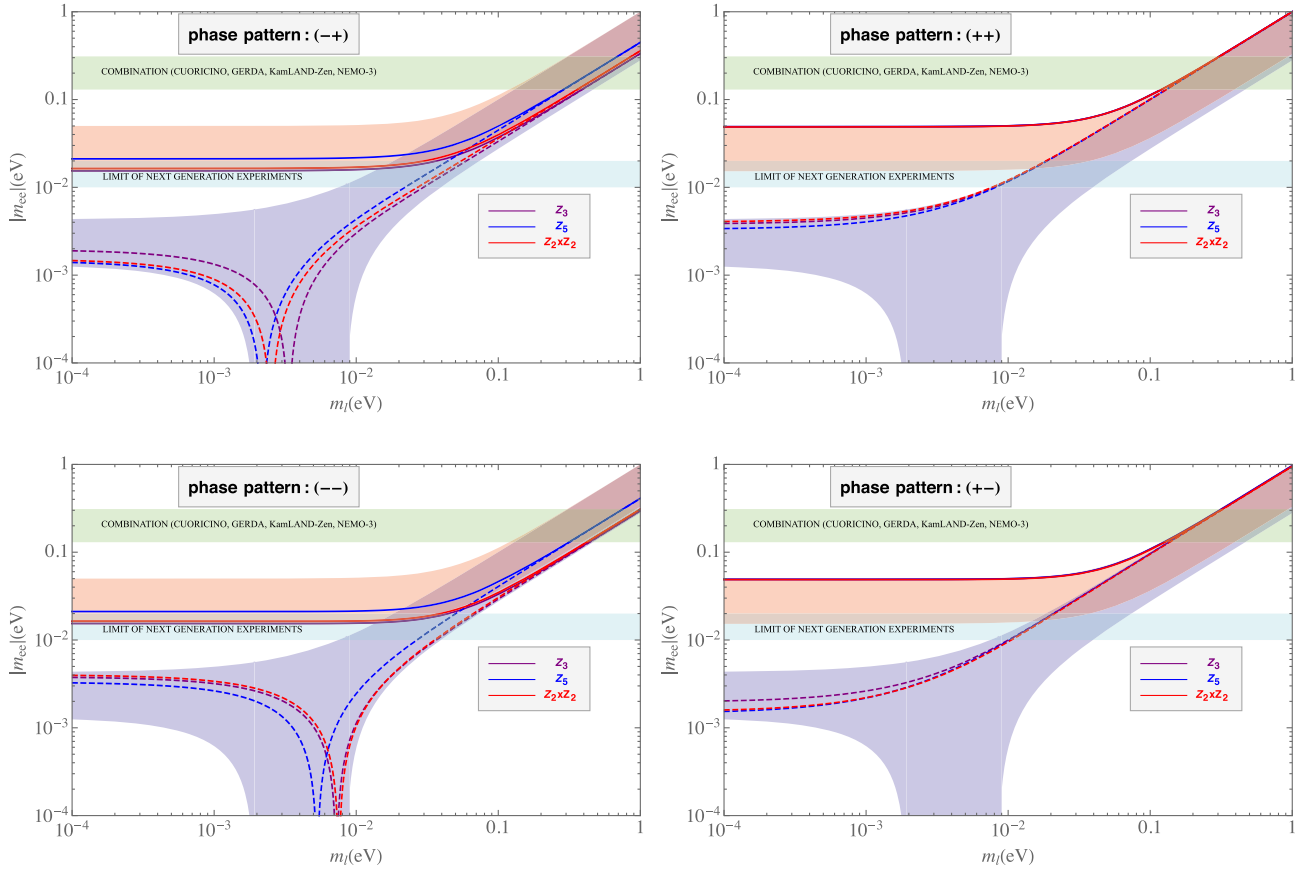 phase pattern : (−+)
COMBINATION (CUORICINO, GERDA, KamLAND-Zen, NEMO-3)
LIMIT OF NEXT GENERATION EXPERIMENTS
Z3
Z5
Z2xZ2
|mee|(eV)
1
0.1
10−2
10−3
10−4
10−4 10−3 10−2 0.1 1
ml(eV)
phase pattern : (++)
COMBINATION (CUORICINO, GERDA, KamLAND-Zen, NEMO-3)
LIMIT OF NEXT GENERATION EXPERIMENTS
Z3
Z5
Z2xZ2
|mee|(eV)
1
0.1
10−2
10−3
10−4
10−4 10−3 10−2 0.1 1
ml(eV)
phase pattern : (−−)
COMBINATION (CUORICINO, GERDA, KamLAND-Zen, NEMO-3)
LIMIT OF NEXT GENERATION EXPERIMENTS
Z3
Z5
Z2xZ2
|mee|(eV)
1
0.1
10−2
10−3
10−4
10−4 10−3 10−2 0.1 1
ml(eV)
phase pattern : (+−)
COMBINATION (CUORICINO, GERDA, KamLAND-Zen, NEMO-3)
LIMIT OF NEXT GENERATION EXPERIMENTS
Z3
Z5
Z2xZ2
|mee|(eV)
1
0.1
10−2
10−3
10−4
10−4 10−3 10−2 0.1 1
ml(eV)